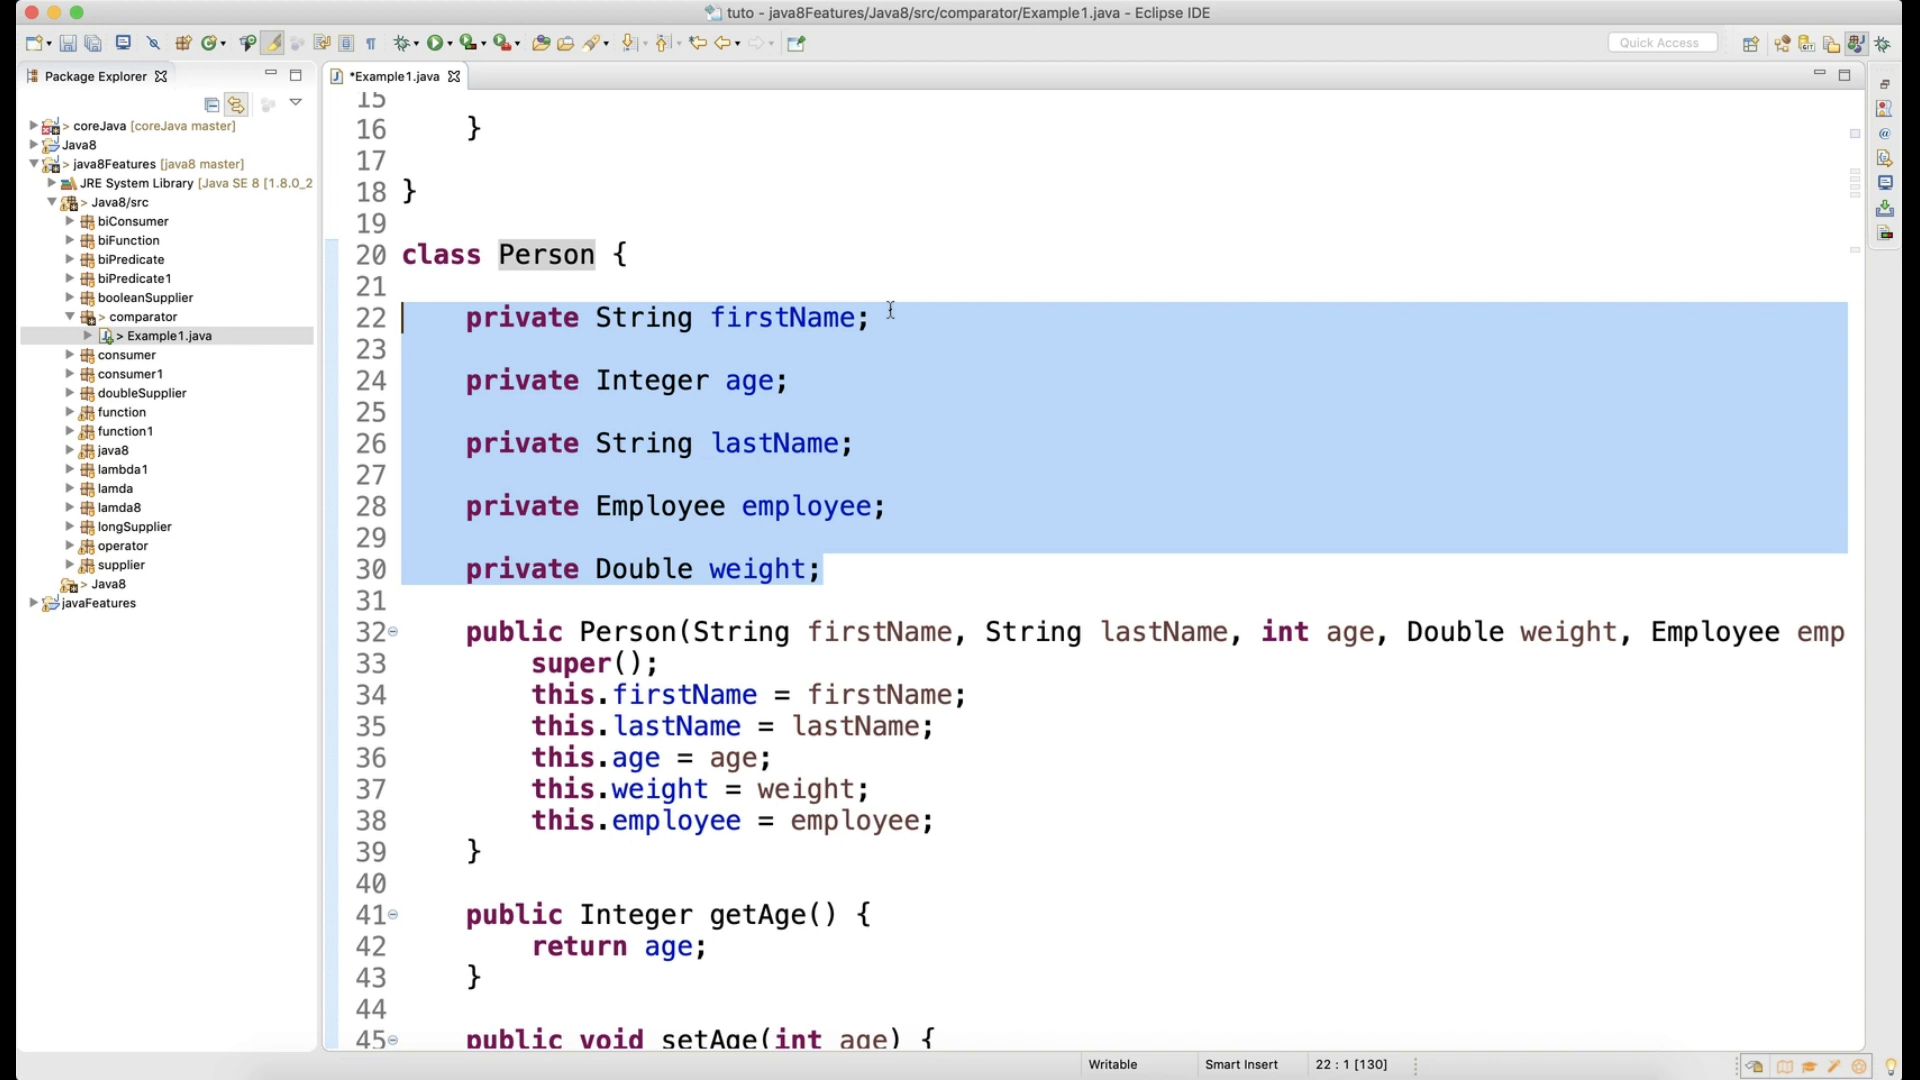 tuto - java8Features/Java8/src/comparator/Example1.java - Eclipse IDE
Quick Access
Package Explorer
*Example1.java
> coreJava [coreJava master]
Java8
> java8Features [java8 master]
JRE System Library [Java SE 8 [1.8.0_2
> Java8/src
biConsumer
biFunction
biPredicate
biPredicate1
booleanSupplier
> comparator
> Example1.java
consumer
consumer1
doubleSupplier
function
function1
java8
lambda1
lamda
lamda8
longSupplier
operator
supplier
> Java8
javaFeatures
15
16 }
17
18 }
19
20 class Person {
21
22 private String firstName;
23
24 private Integer age;
25
26 private String lastName;
27
28 private Employee employee;
29
30 private Double weight;
31
32 public Person(String firstName, String lastName, int age, Double weight, Employee emp
33 super();
34 this.firstName = firstName;
35 this.lastName = lastName;
36 this.age = age;
37 this.weight = weight;
38 this.employee = employee;
39 }
40
41 public Integer getAge() {
42 return age;
43 }
44
45 public void setAge(int age) {
Writable
Smart Insert
22 : 1 [130]